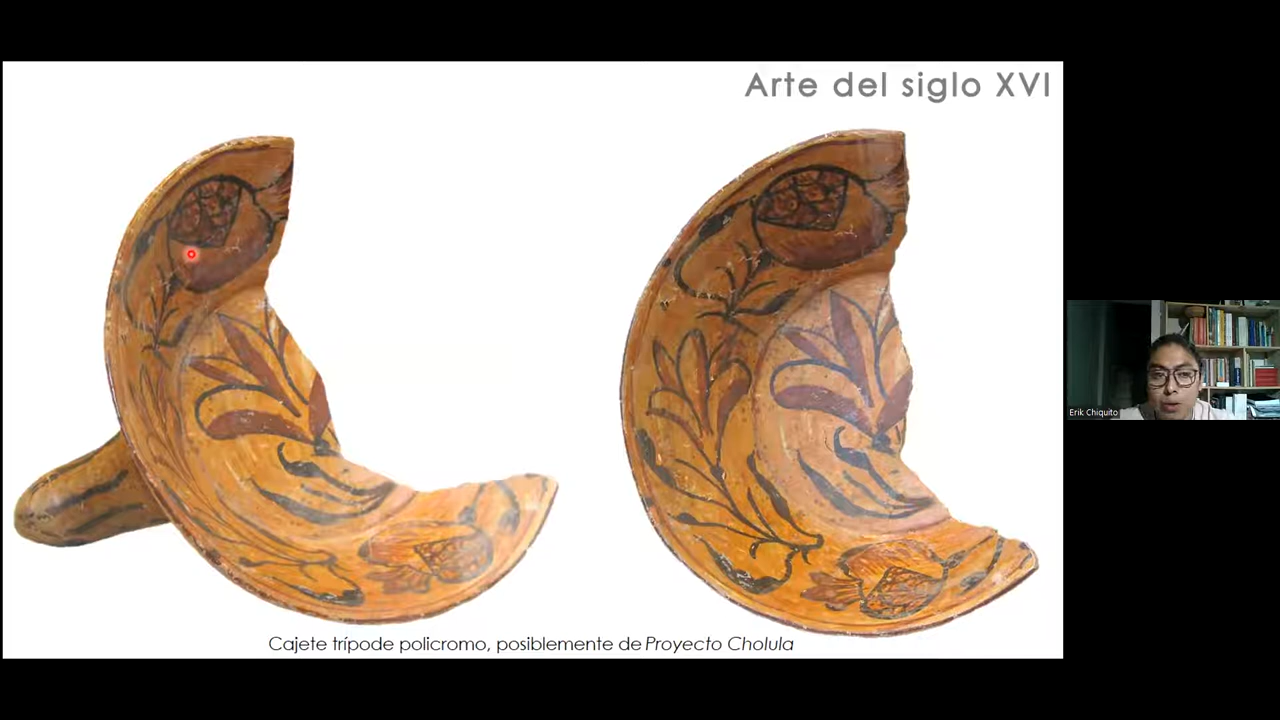 Arte del siglo XVI
Erik Chiquito
Cajete trípode policromo, posiblemente de Proyecto Cholula